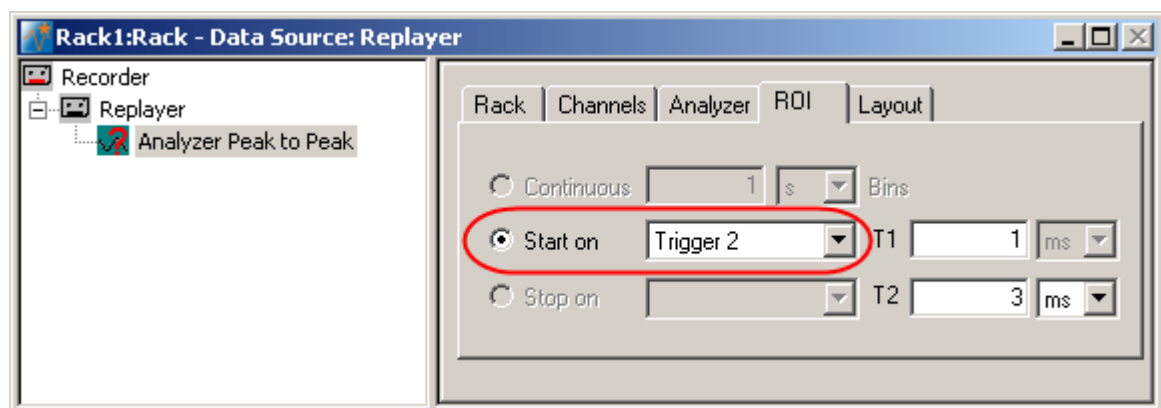 Rack1:Rack - Data Source: Replayer
Recorder
Replayer
Analyzer Peak to Peak
Rack Channels Analyzer ROI Layout
Continuous 1 s Bins
Start on Trigger 2 T1 1 ms
Stop on T2 3 ms